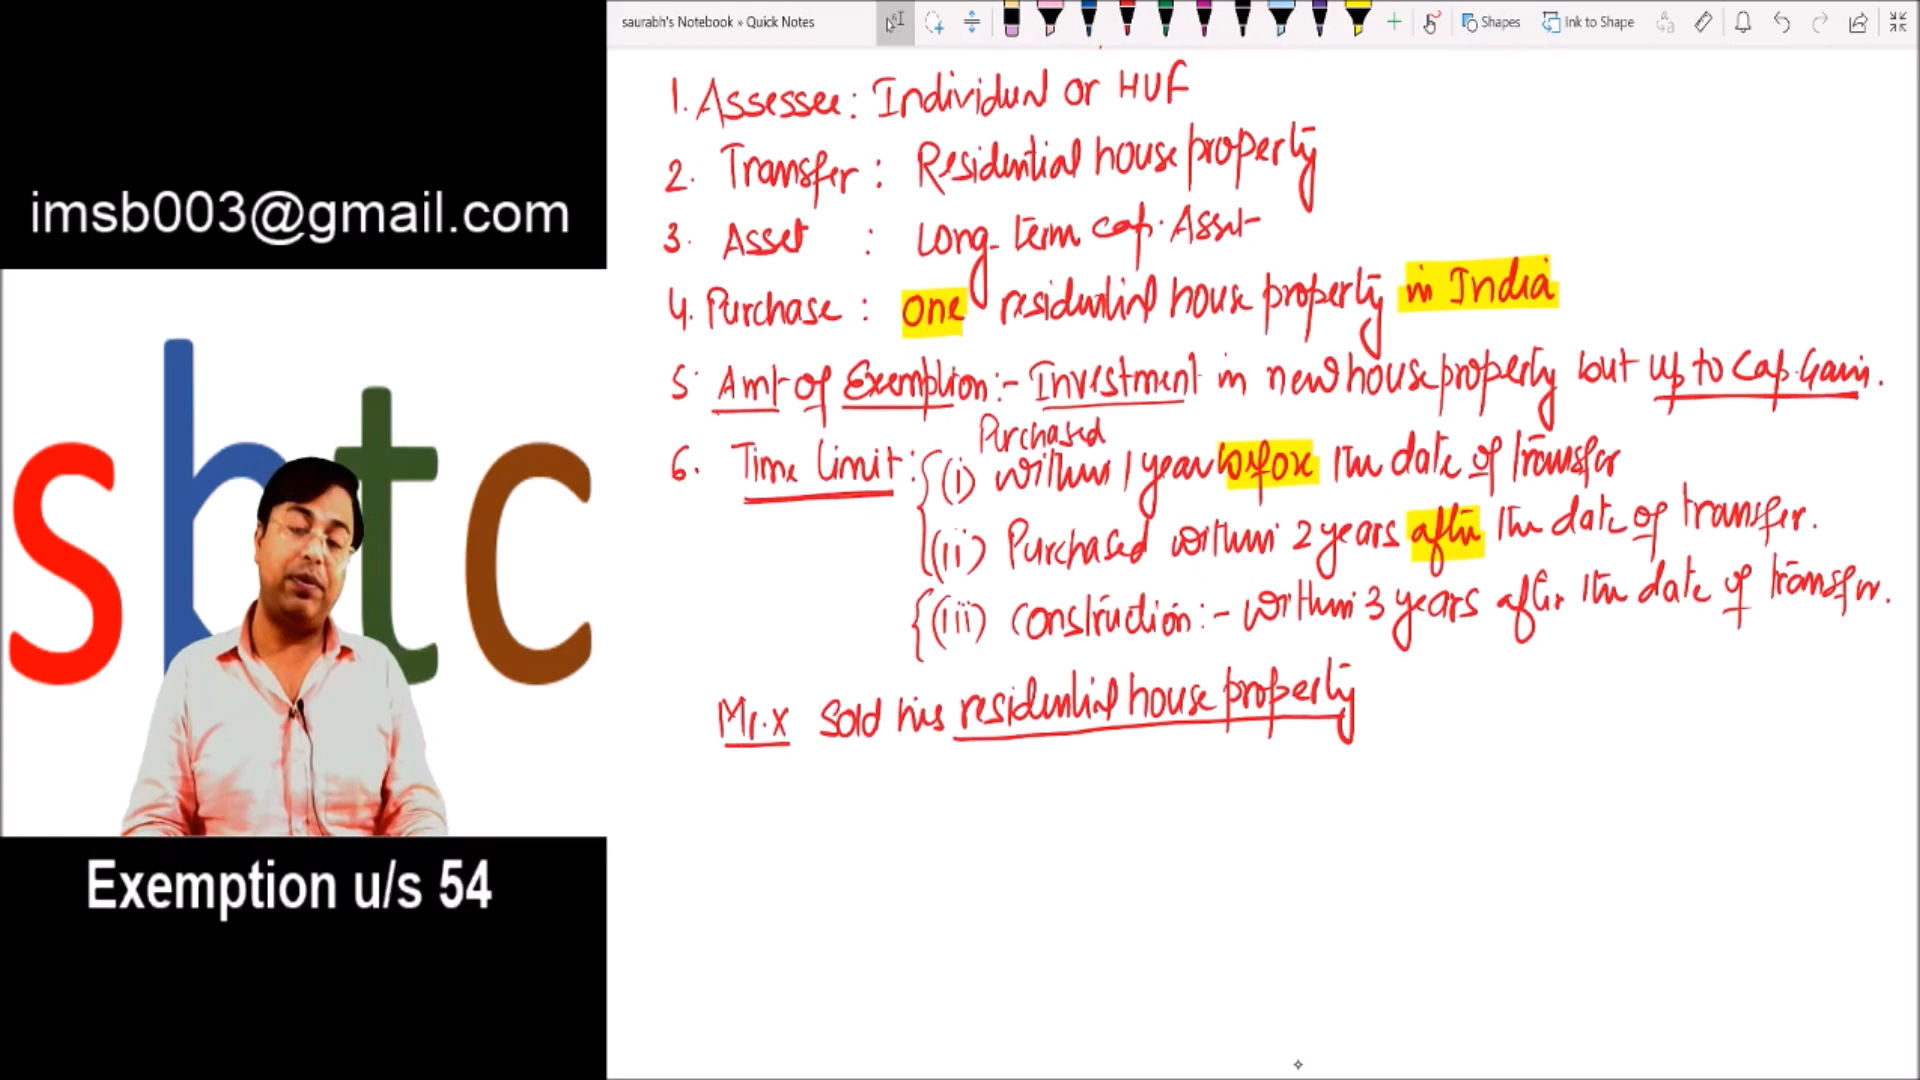 saurabh's Notebook » Quick Notes
Shapes
Ink to Shape
imsb003@gmail.com
sbtc
Exemption u/s 54
1. Assessee: Individual or HUF
2. Transfer: Residential house property
3. Asset : Long-term cap. Asset
4. Purchase: one residential house property in India
5. Amt of Exemption:- Investment in new house property but up to Cap. Gain.
6. Time Limit: (i) Purchased within 1 year before the date of transfer
(ii) Purchased within 2 years after the date of transfer.
(iii) construction:- within 3 years after the date of transfer.
Mr. X Sold his residential house property